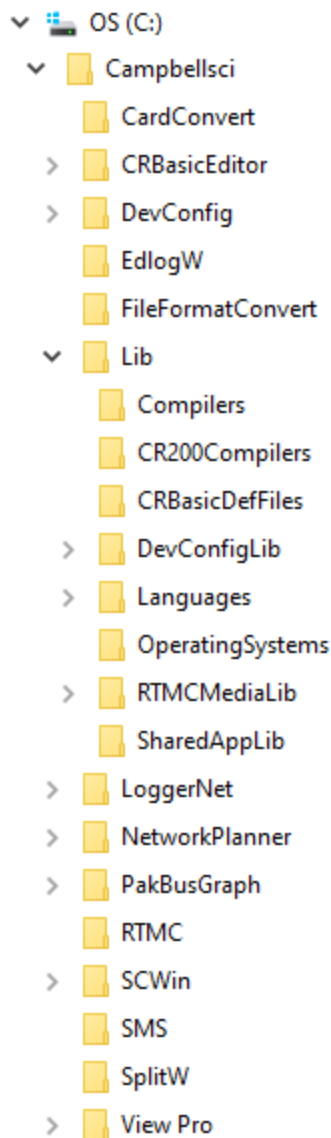 OS (C:)
Campbellsci
CardConvert
CRBasicEditor
DevConfig
EdlogW
FileFormatConvert
Lib
Compilers
CR200Compilers
CRBasicDefFiles
DevConfigLib
Languages
OperatingSystems
RTMCMediaLib
SharedAppLib
LoggerNet
NetworkPlanner
PakBusGraph
RTMC
SCWin
SMS
SplitW
View Pro